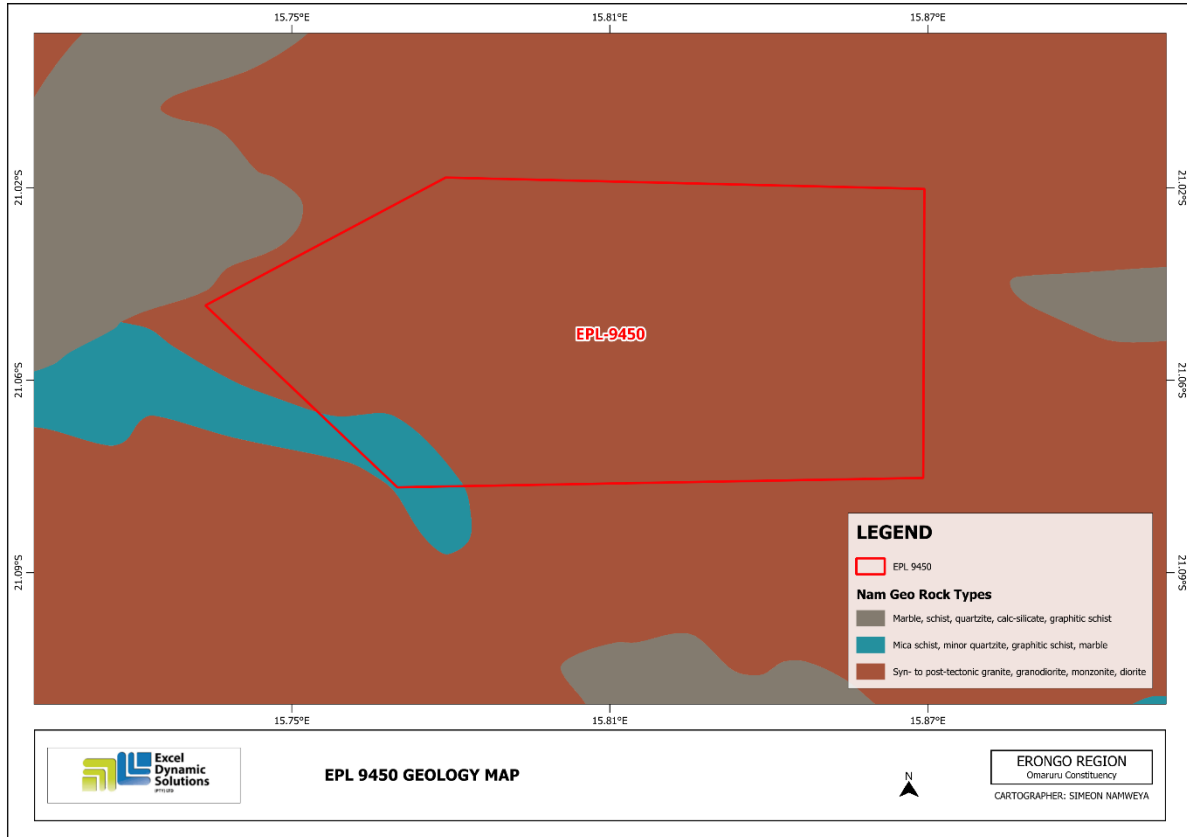 15.75°E
15.81°E
15.87°E
21.02°S
21.02°S
EPL-9450
21.06°S
21.06°S
21.09°S
21.09°S
LEGEND
EPL 9450
Nam Geo Rock Types
Marble, schist, quartzite, calc-silicate, graphitic schist
Mica schist, minor quartzite, graphitic schist, marble
Syn- to post-tectonic granite, granodiorite, monzonite, diorite
15.75°E
15.81°E
15.87°E
Excel
Dynamic
Solutions
(PTY) LTD
EPL 9450 GEOLOGY MAP
N
ERONGO REGION
Omaruru Constituency
CARTOGRAPHER: SIMEON NAMWEYA